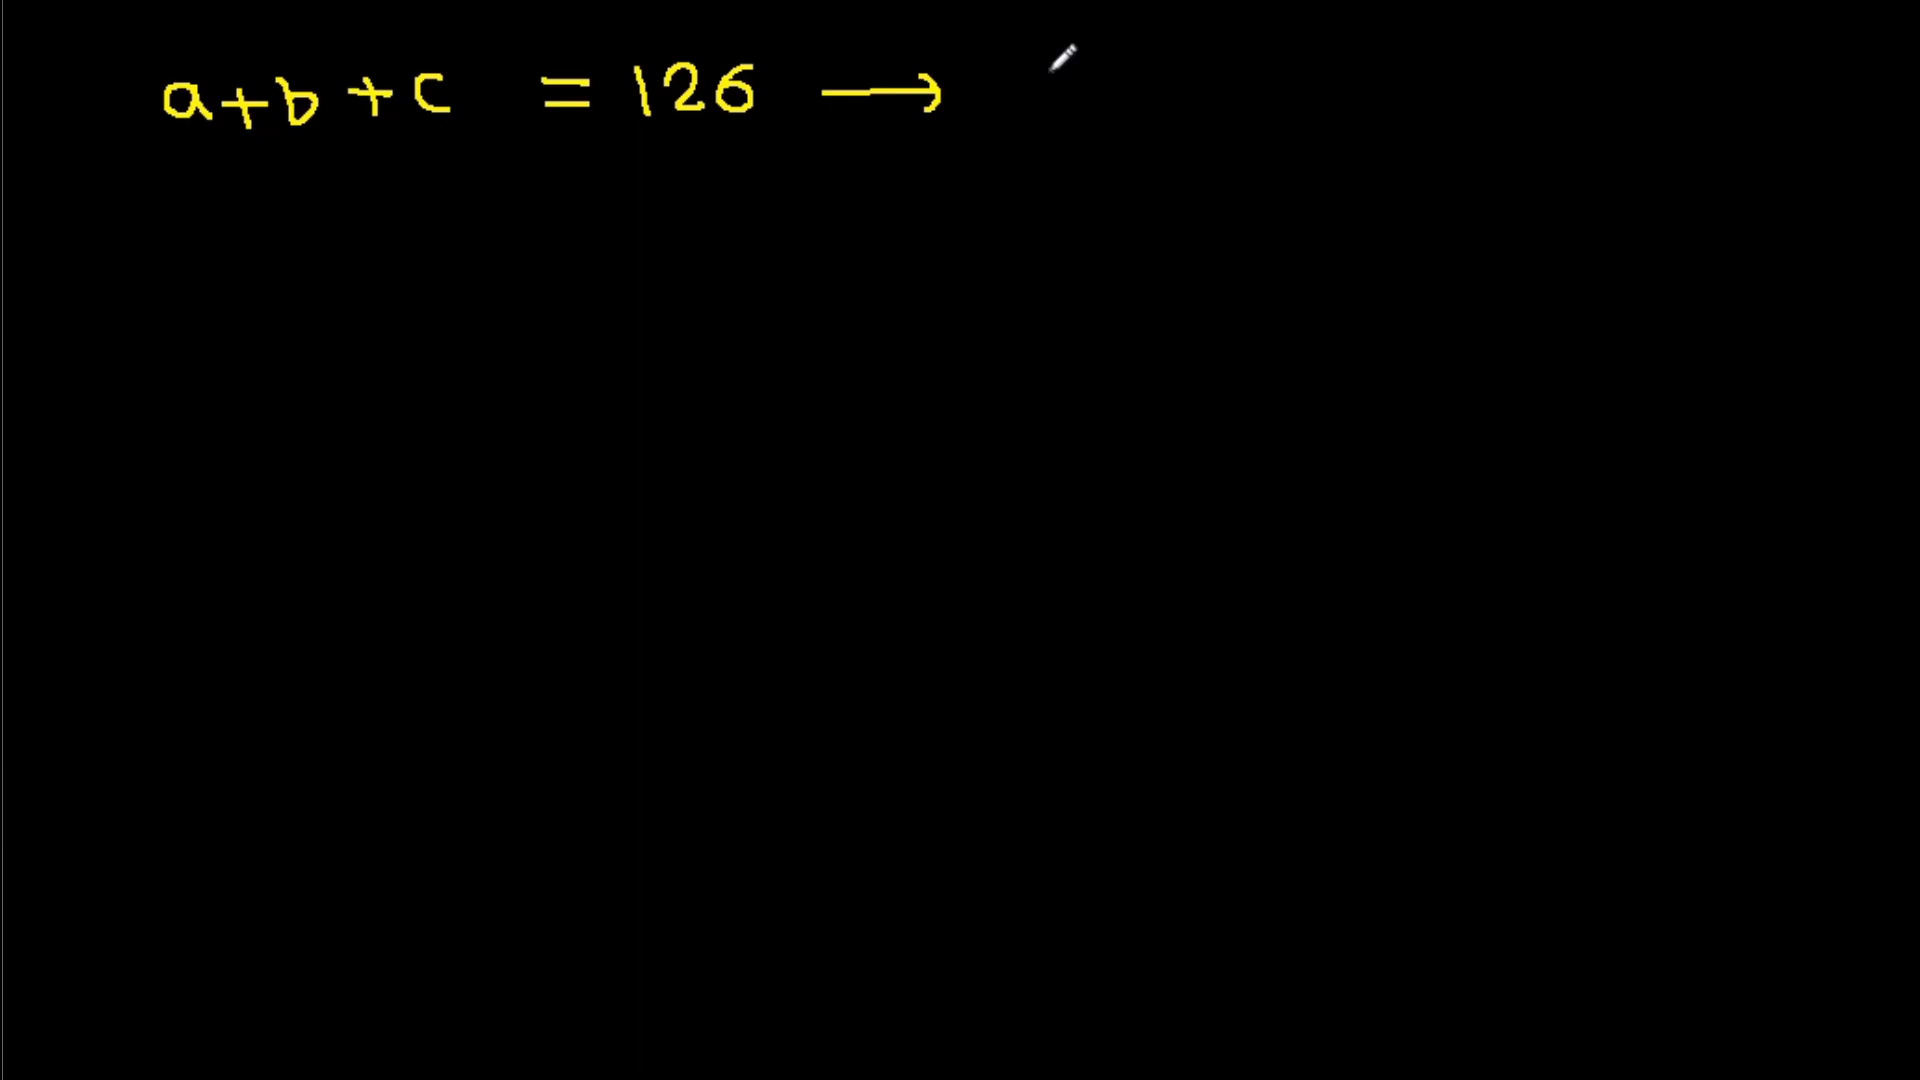 a+b+c = 126 →